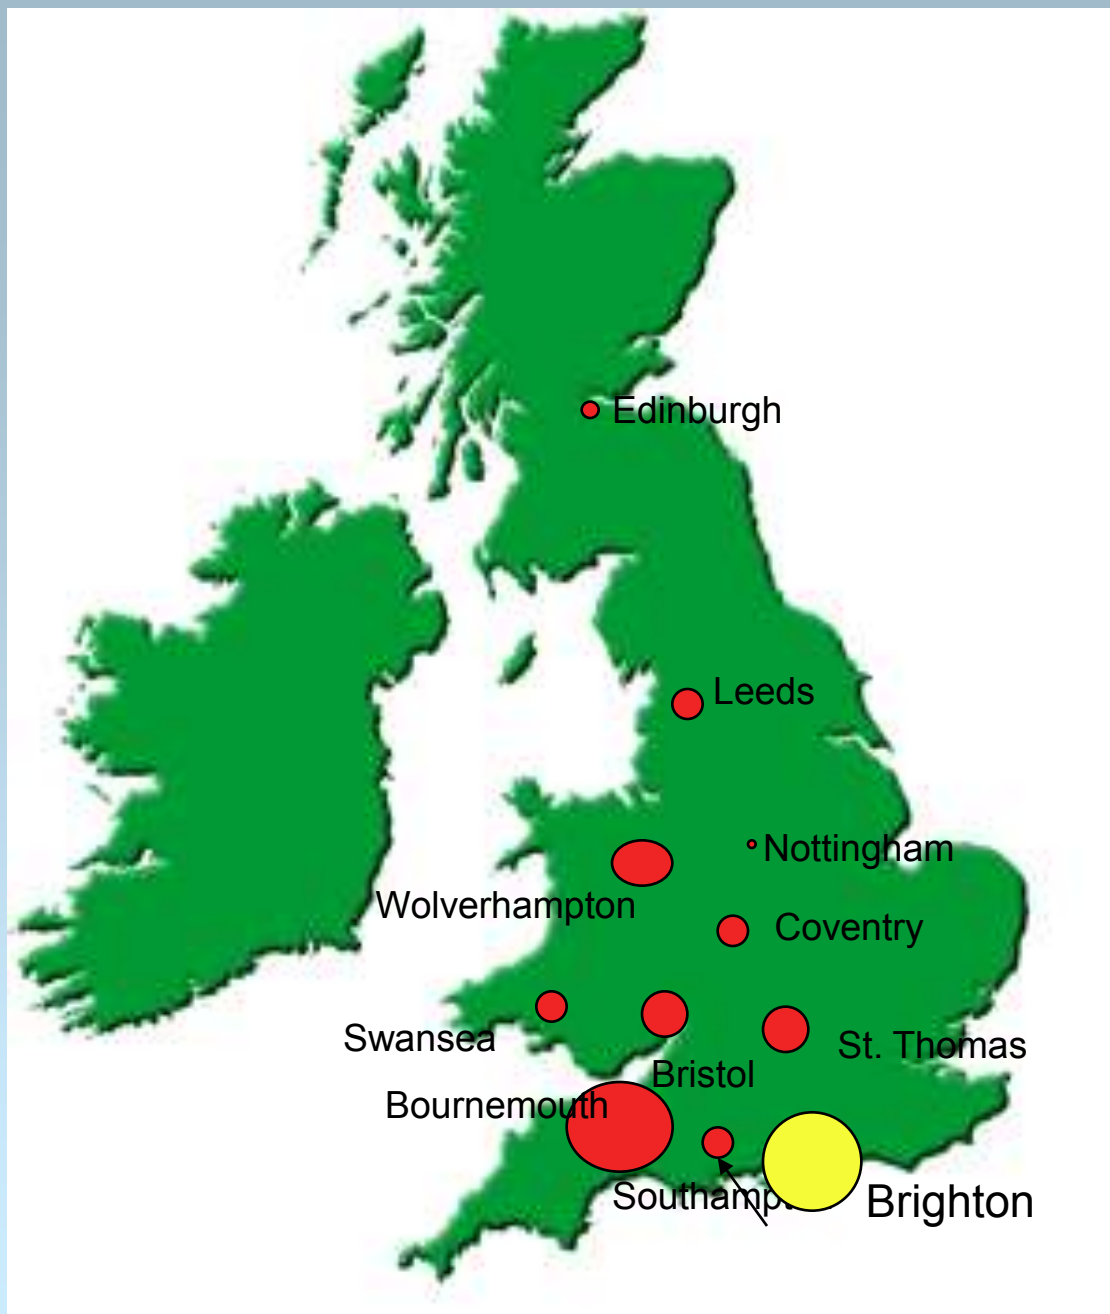 Edinburgh
Leeds
Nottingham
Wolverhampton
Coventry
Swansea
St. Thomas
Bristol
Bournemouth
Brighton